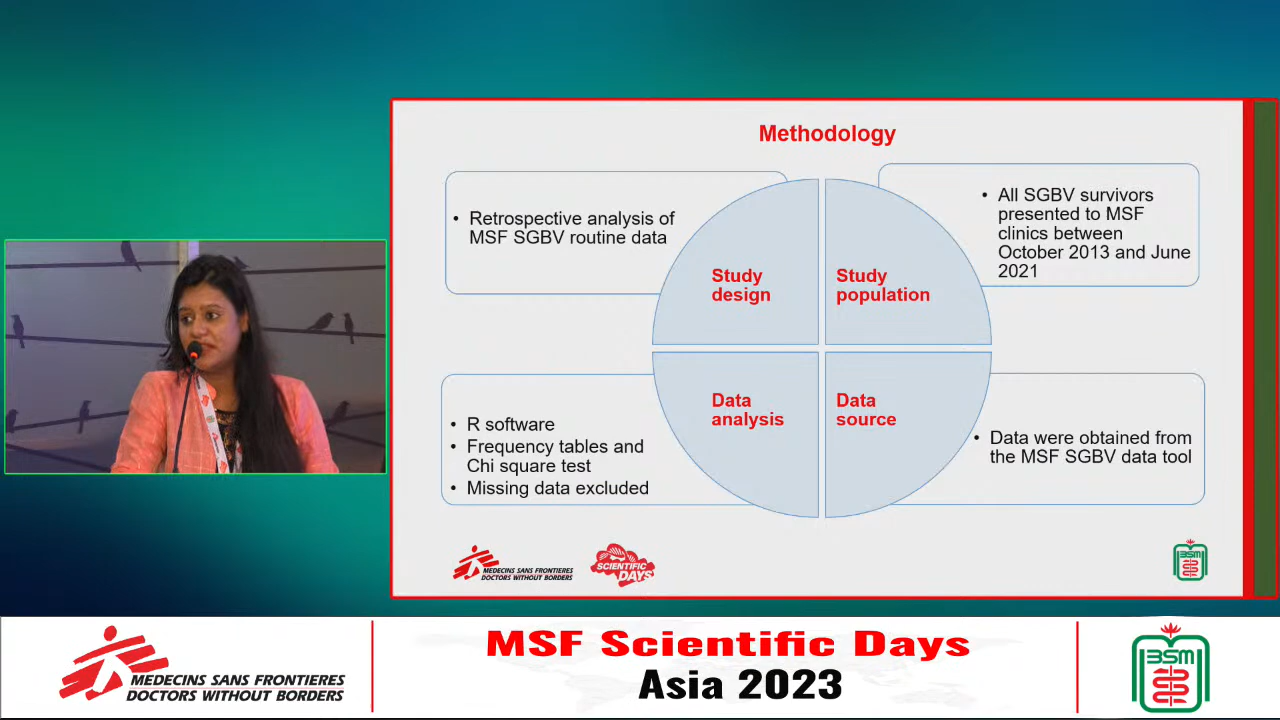 Methodology
• Retrospective analysis of
MSF SGBV routine data
• All SGBV survivors
presented to MSF
clinics between
October 2013 and June
2021
Study
design
Study
population
Data
analysis
Data
source
• R software
• Frequency tables and
Chi square test
• Missing data excluded
• Data were obtained from
the MSF SGBV data tool
MEDECINS SANS FRONTIERES
DOCTORS WITHOUT BORDERS
SCIENTIFIC
DAYS
BSM
MEDECINS SANS FRONTIERES
DOCTORS WITHOUT BORDERS
MSF Scientific Days
Asia 2023
BSM